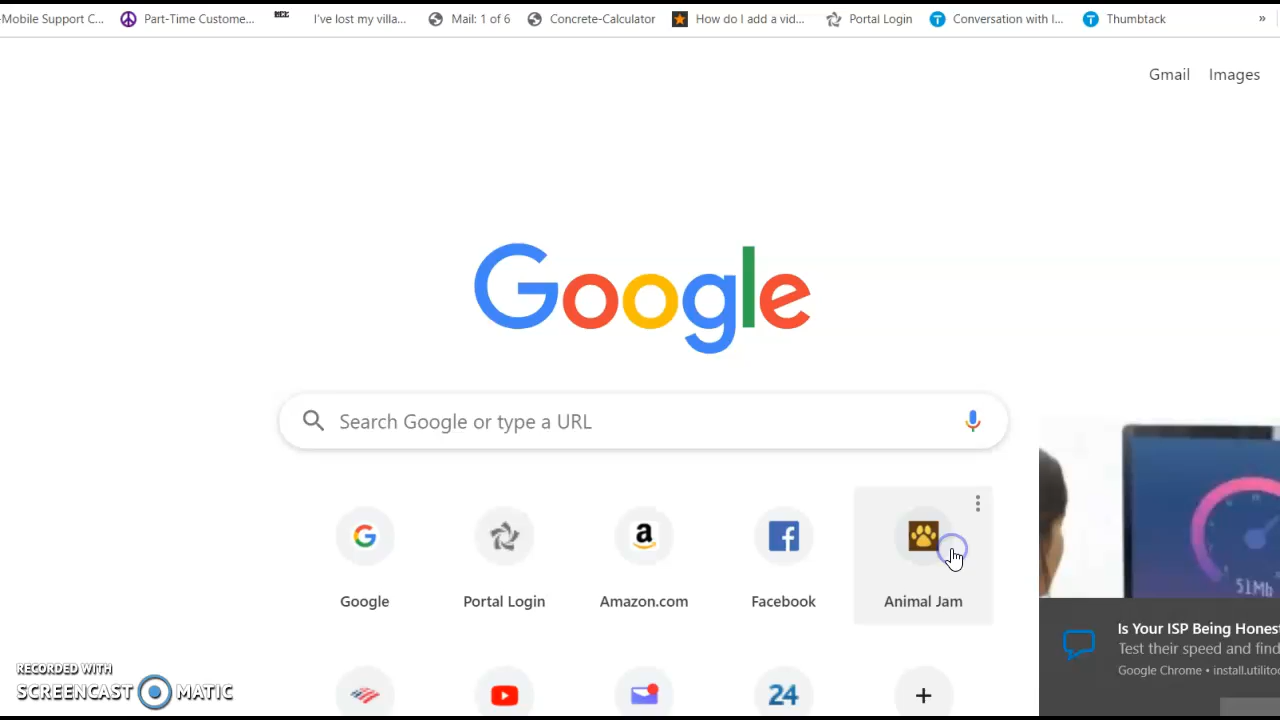 -Mobile Support C... Part-Time Custome... I've lost my villa... Mail: 1 of 6 Concrete-Calculator How do I add a vid... Portal Login Conversation with I... Thumbtack »
Gmail Images
Google
Search Google or type a URL
Google Portal Login Amazon.com Facebook Animal Jam
51Mb
Is Your ISP Being Hones
Test their speed and find
Google Chrome • install.utilitoo
24
RECORDED WITH
SCREENCAST MATIC